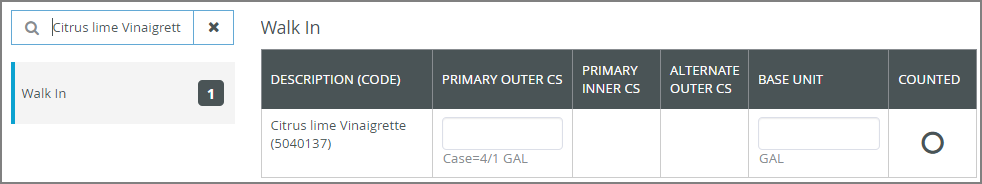 Citrus lime Vinaigrett
Walk In 1
Walk In
DESCRIPTION (CODE) PRIMARY OUTER CS PRIMARY INNER CS ALTERNATE OUTER CS BASE UNIT COUNTED
Citrus lime Vinaigrette
(5040137)
Case=4/1 GAL GAL